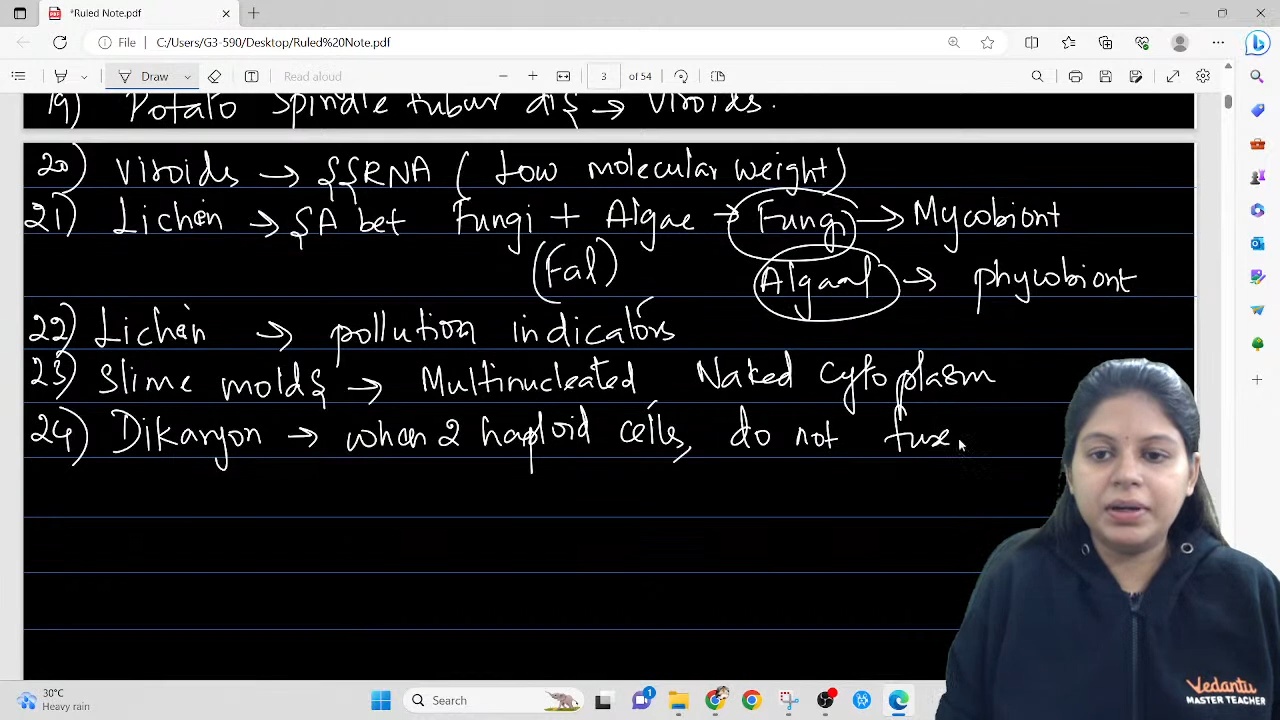 *Ruled Note.pdf
File C:/Users/G3-590/Desktop/Ruled%20Note.pdf
Draw Read aloud 3 of 54
19) Potato spindle tubur dis → Viroids.
20) Viroids → SSRNA (Low molecular weight)
21) Lichen → SA bet Fungi + Algae → Fungi → Mycobiont
(Fal) Algaal → phycobiont
22) Lichen → pollution indicators
23) Slime molds → Multinucleated Naked cytoplasm
24) Dikaryon → when 2 haploid cells, do not fuse.
Vedantu
MASTER TEACHER
30°C
Heavy rain
Search
1